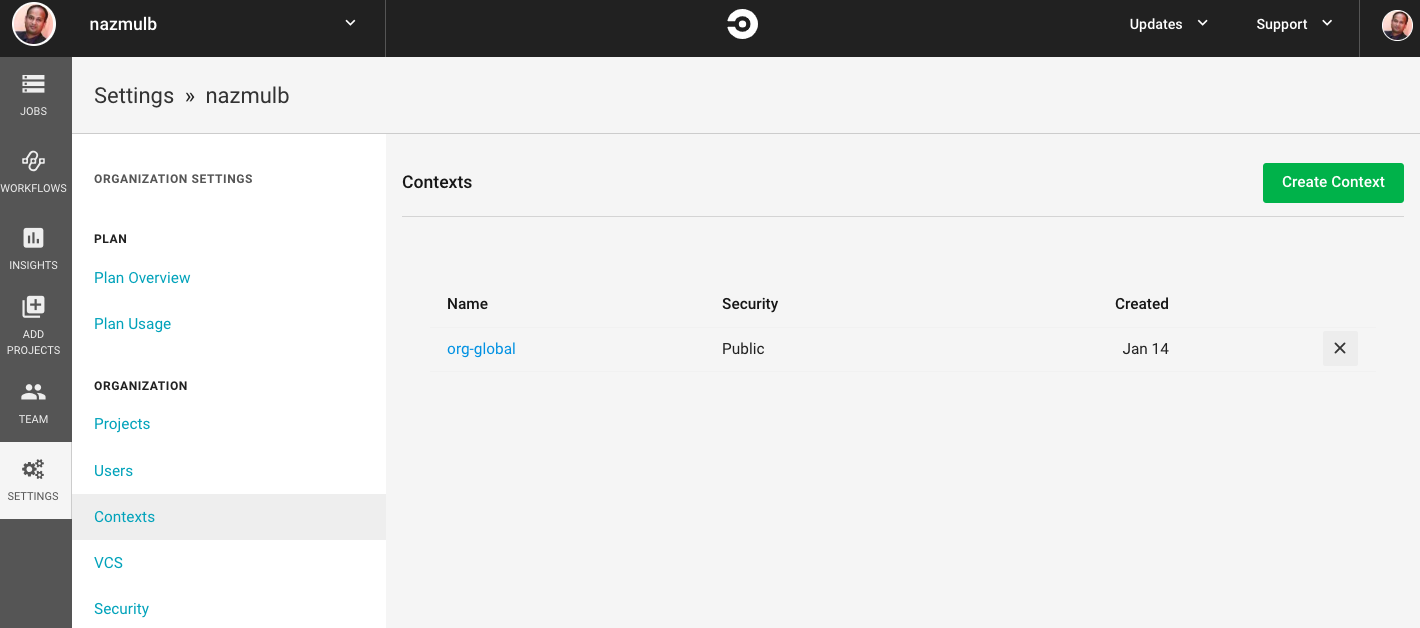 nazmulb
Updates
Support
JOBS
WORKFLOWS
INSIGHTS
ADD
PROJECTS
TEAM
SETTINGS
Settings » nazmulb
ORGANIZATION SETTINGS
PLAN
Plan Overview
Plan Usage
ORGANIZATION
Projects
Users
Contexts
VCS
Security
Contexts
Create Context
Name Security Created
org-global Public Jan 14